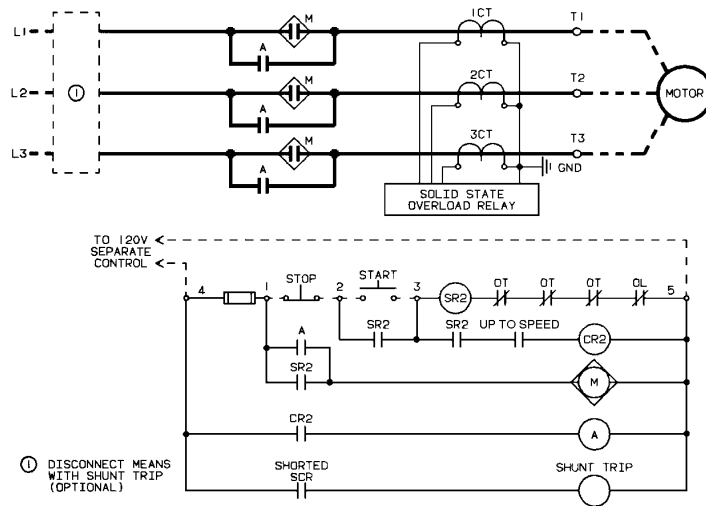 L1
M
1CT
T1
A
L2
①
M
2CT
T2
MOTOR
A
L3
M
3CT
T3
A
GND
SOLID STATE
OVERLOAD RELAY
TO 120V
SEPARATE
CONTROL
4
1
STOP
2
START
3
SR2
OT
OT
OT
OL
5
A
SR2
SR2
UP TO SPEED
CR2
SR2
M
CR2
A
① DISCONNECT MEANS
WITH SHUNT TRIP
(OPTIONAL)
SHORTED
SCR
SHUNT TRIP